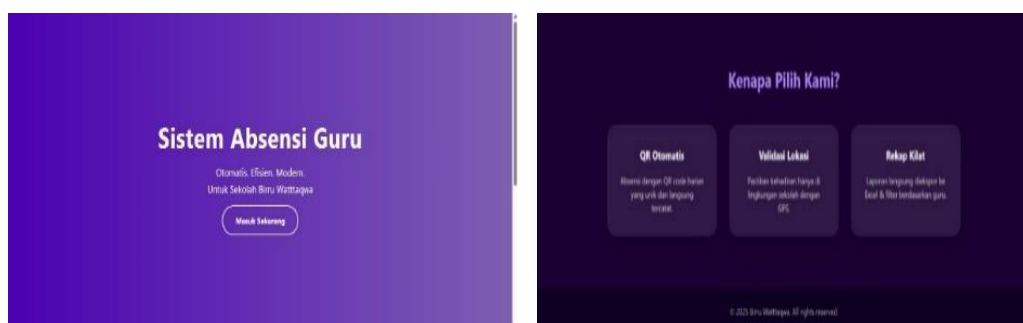 Sistem Absensi Guru
Otomatis. Efisien. Modern.
Untuk Sekolah Birru Watttaqwa
Masuk Sekarang
Kenapa Pilih Kami?
QR Otomatis
Absensi dengan QR code harian
yang unik dan langsung
tercatat.
Validasi Lokasi
Pastikan kehadiran hanya di
lingkungan sekolah dengan
GPS.
Rekap Kilat
Laporan langsung diekspor ke
Excel & filter berdasarkan guru.
© 2025 Birru Watttaqwa. All rights reserved.